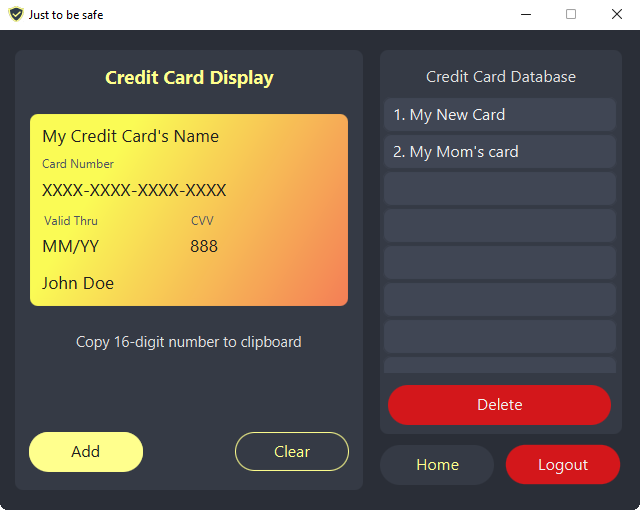 Just to be safe
Credit Card Display
My Credit Card's Name
Card Number
XXXX-XXXX-XXXX-XXXX
Valid Thru CVV
MM/YY 888
John Doe
Copy 16-digit number to clipboard
Add Clear
Credit Card Database
1. My New Card
2. My Mom's card
Delete
Home Logout